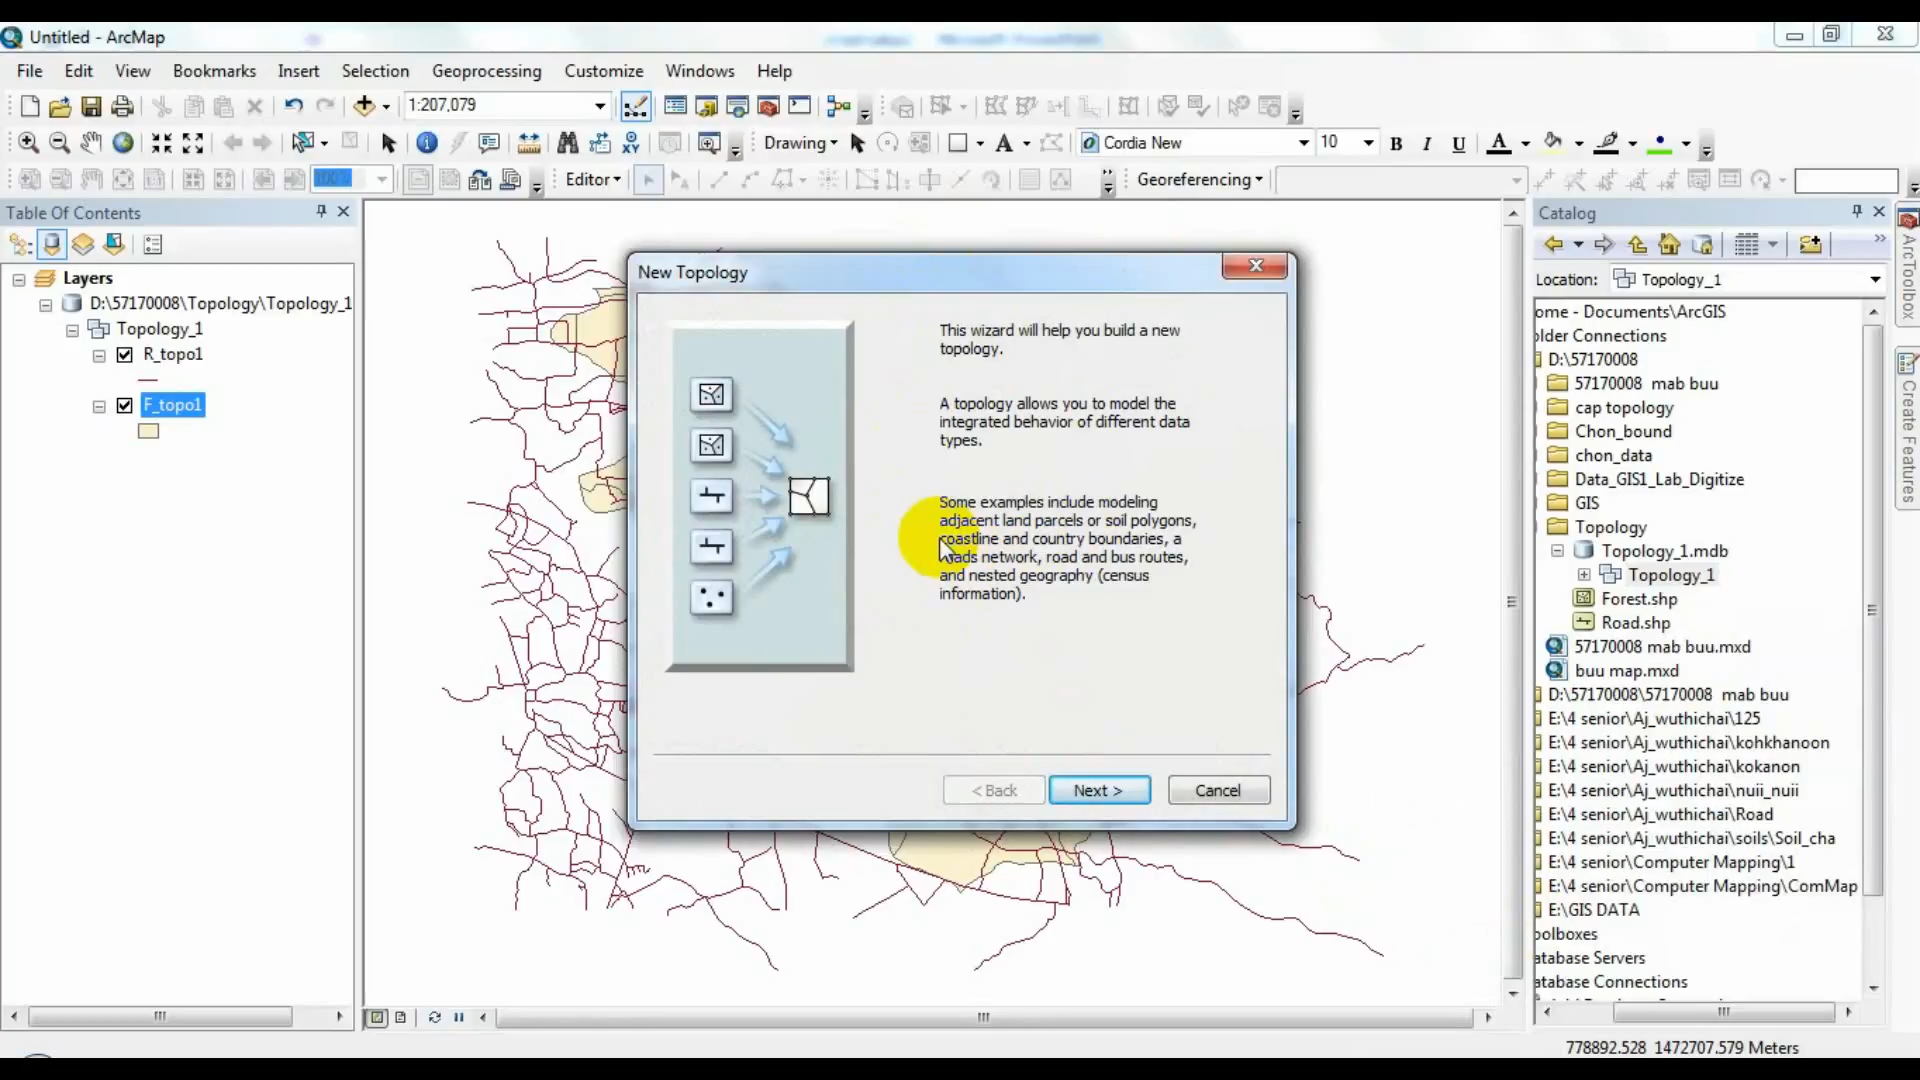 Untitled - ArcMap
File Edit View Bookmarks Insert Selection Geoprocessing Customize Windows Help
1:207,079
Drawing Cordia New 10 B I U A
100% Editor Georeferencing
Table Of Contents
Layers
D:\57170008\Topology\Topology_1
Topology_1
R_topo1
F_topo1
New Topology
This wizard will help you build a new
topology.
A topology allows you to model the
integrated behavior of different data
types.
Some examples include modeling
adjacent land parcels or soil polygons,
coastline and country boundaries, a
roads network, road and bus routes,
and nested geography (census
information).
< Back Next > Cancel
Catalog
Location: Topology_1
ome - Documents\ArcGIS
older Connections
D:\57170008
57170008 mab buu
cap topology
Chon_bound
chon_data
Data_GIS1_Lab_Digitize
GIS
Topology
Topology_1.mdb
Topology_1
Forest.shp
Road.shp
57170008 mab buu.mxd
buu map.mxd
D:\57170008\57170008 mab buu
E:\4 senior\Aj_wuthichai\125
E:\4 senior\Aj_wuthichai\kohkhanoon
E:\4 senior\Aj_wuthichai\kokanon
E:\4 senior\Aj_wuthichai\nuii_nuii
E:\4 senior\Aj_wuthichai\Road
E:\4 senior\Aj_wuthichai\soils\Soil_cha
E:\4 senior\Computer Mapping\1
E:\4 senior\Computer Mapping\ComMap
E:\GIS DATA
oolboxes
atabase Servers
atabase Connections
ArcToolbox
Create Features
778892.528 1472707.579 Meters